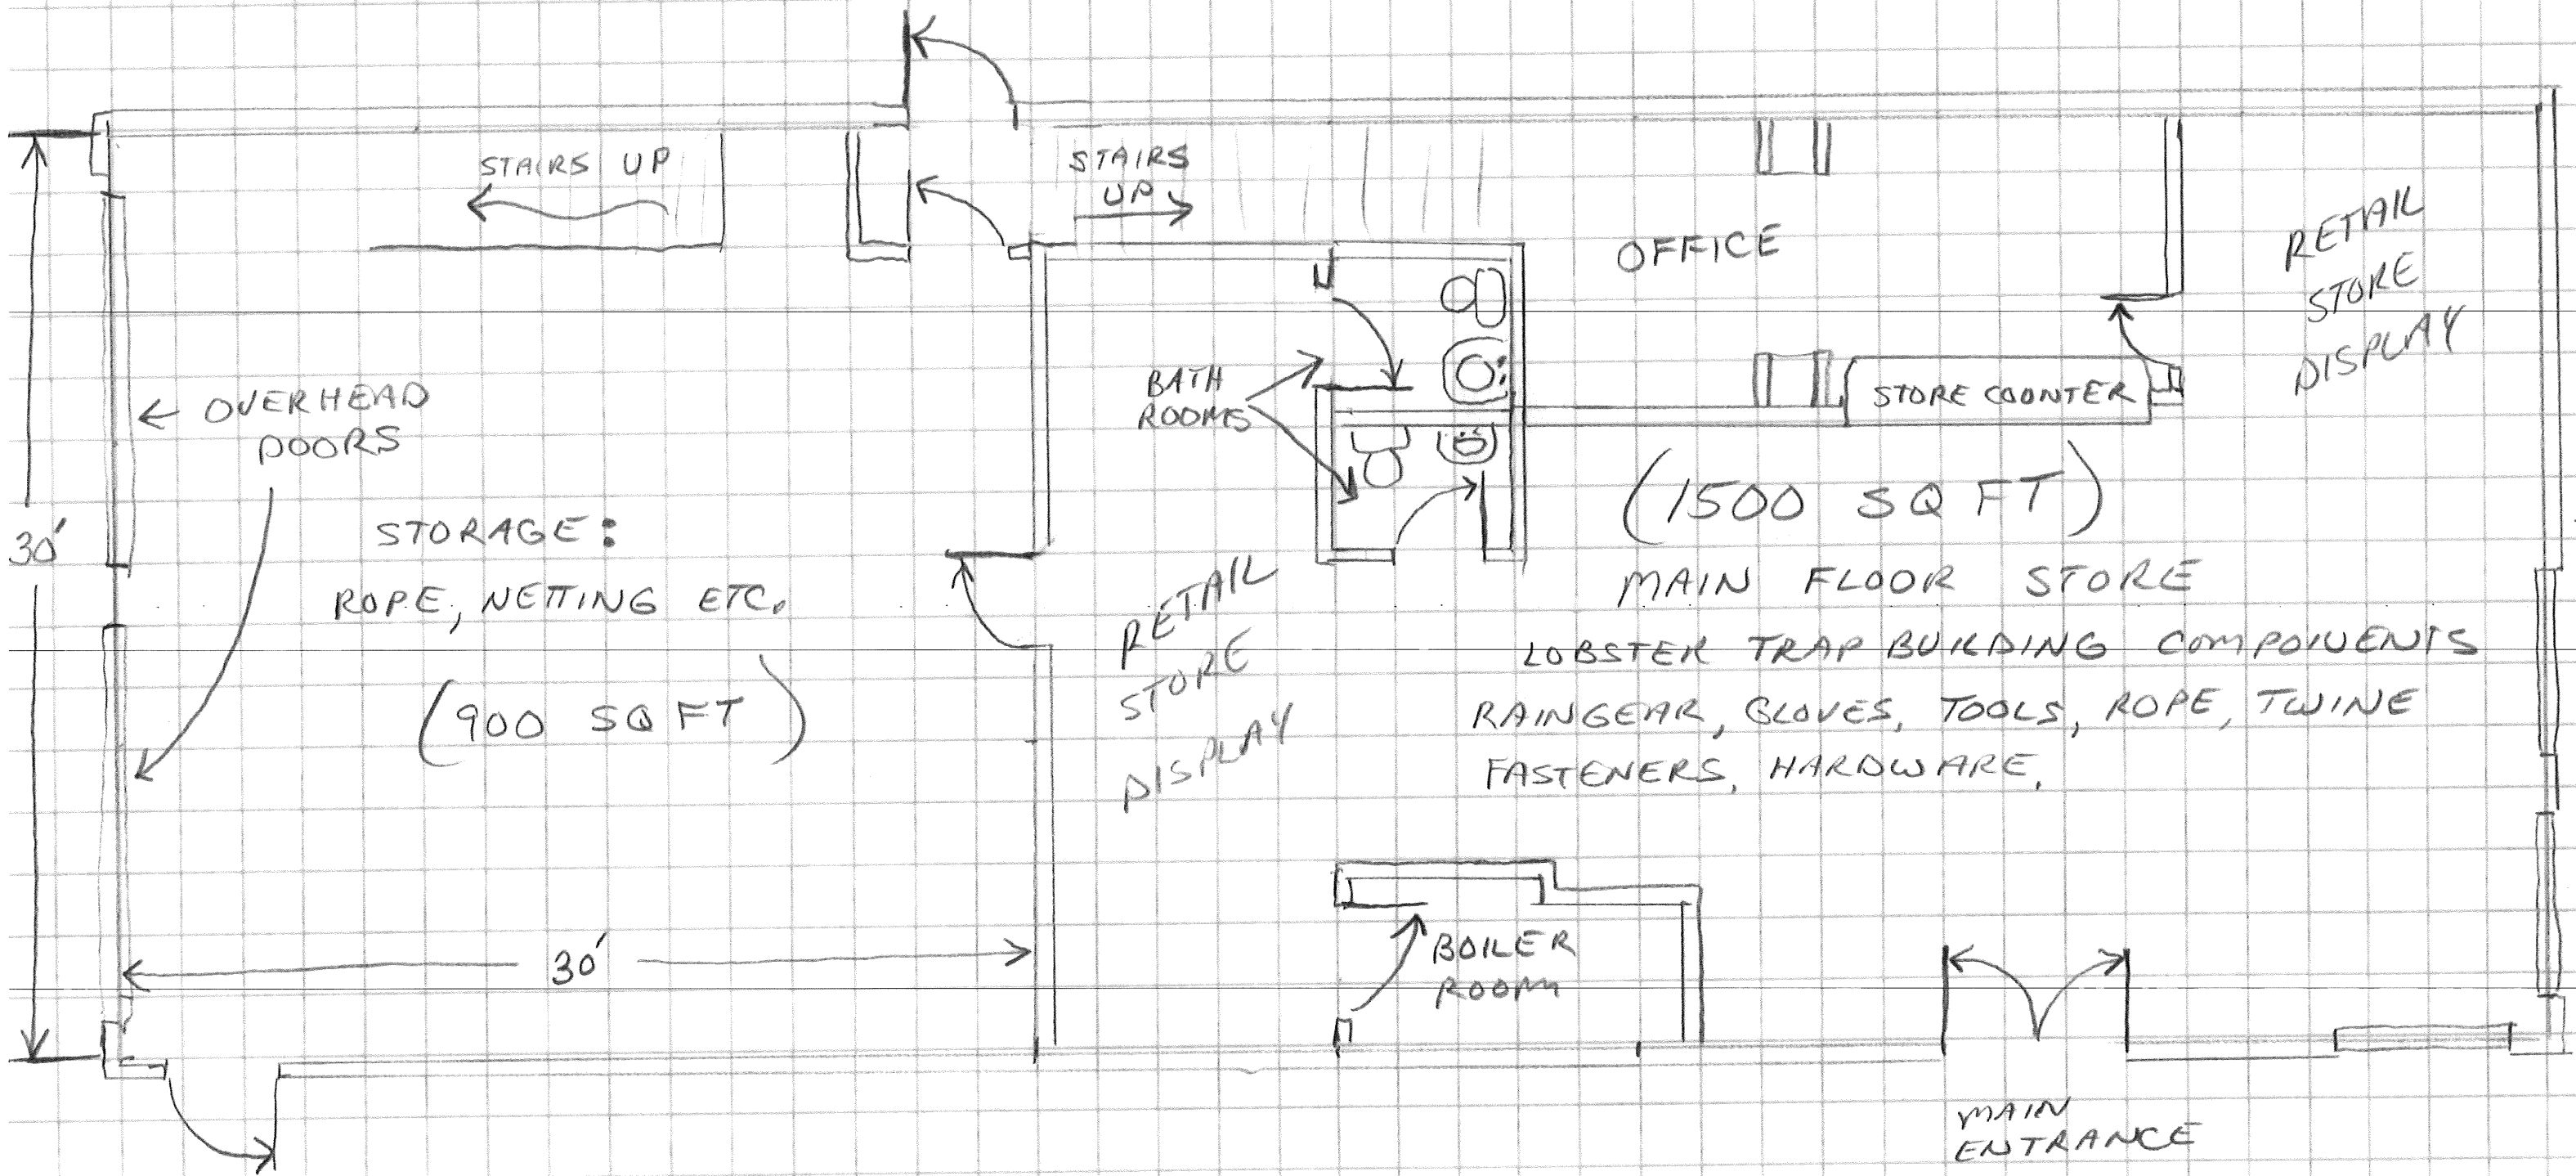 STAIRS UP
STAIRS
UP
OFFICE
RETAIL
STORE
DISPLAY
← OVERHEAD
DOORS
BATH
ROOMS
STORE COUNTER
30'
STORAGE:
ROPE, NETTING ETC.
(900 SQ FT)
RETAIL
STORE
DISPLAY
(1500 SQ FT)
MAIN FLOOR STORE
LOBSTER TRAP BUILDING COMPONENTS
RAINGEAR, GLOVES, TOOLS, ROPE, TWINE
FASTENERS, HARDWARE,
30'
BOILER
ROOM
MAIN
ENTRANCE